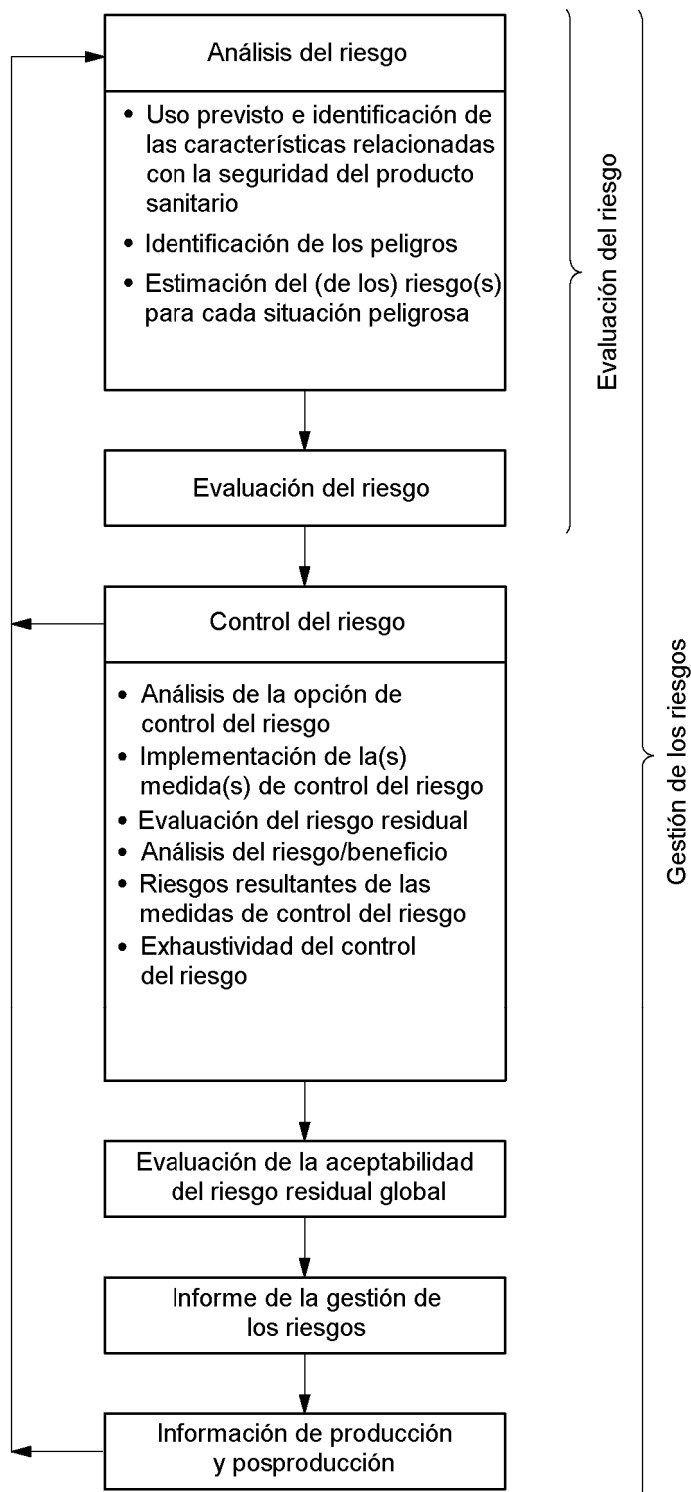 Análisis del riesgo
• Uso previsto e identificación de
las características relacionadas
con la seguridad del producto
sanitario
• Identificación de los peligros
• Estimación del (de los) riesgo(s)
para cada situación peligrosa
Evaluación del riesgo
Evaluación del riesgo
Control del riesgo
• Análisis de la opción de
control del riesgo
• Implementación de la(s)
medida(s) de control del riesgo
• Evaluación del riesgo residual
• Análisis del riesgo/beneficio
• Riesgos resultantes de las
medidas de control del riesgo
• Exhaustividad del control
del riesgo
Gestión de los riesgos
Evaluación de la aceptabilidad
del riesgo residual global
Informe de la gestión de
los riesgos
Información de producción
y posproducción